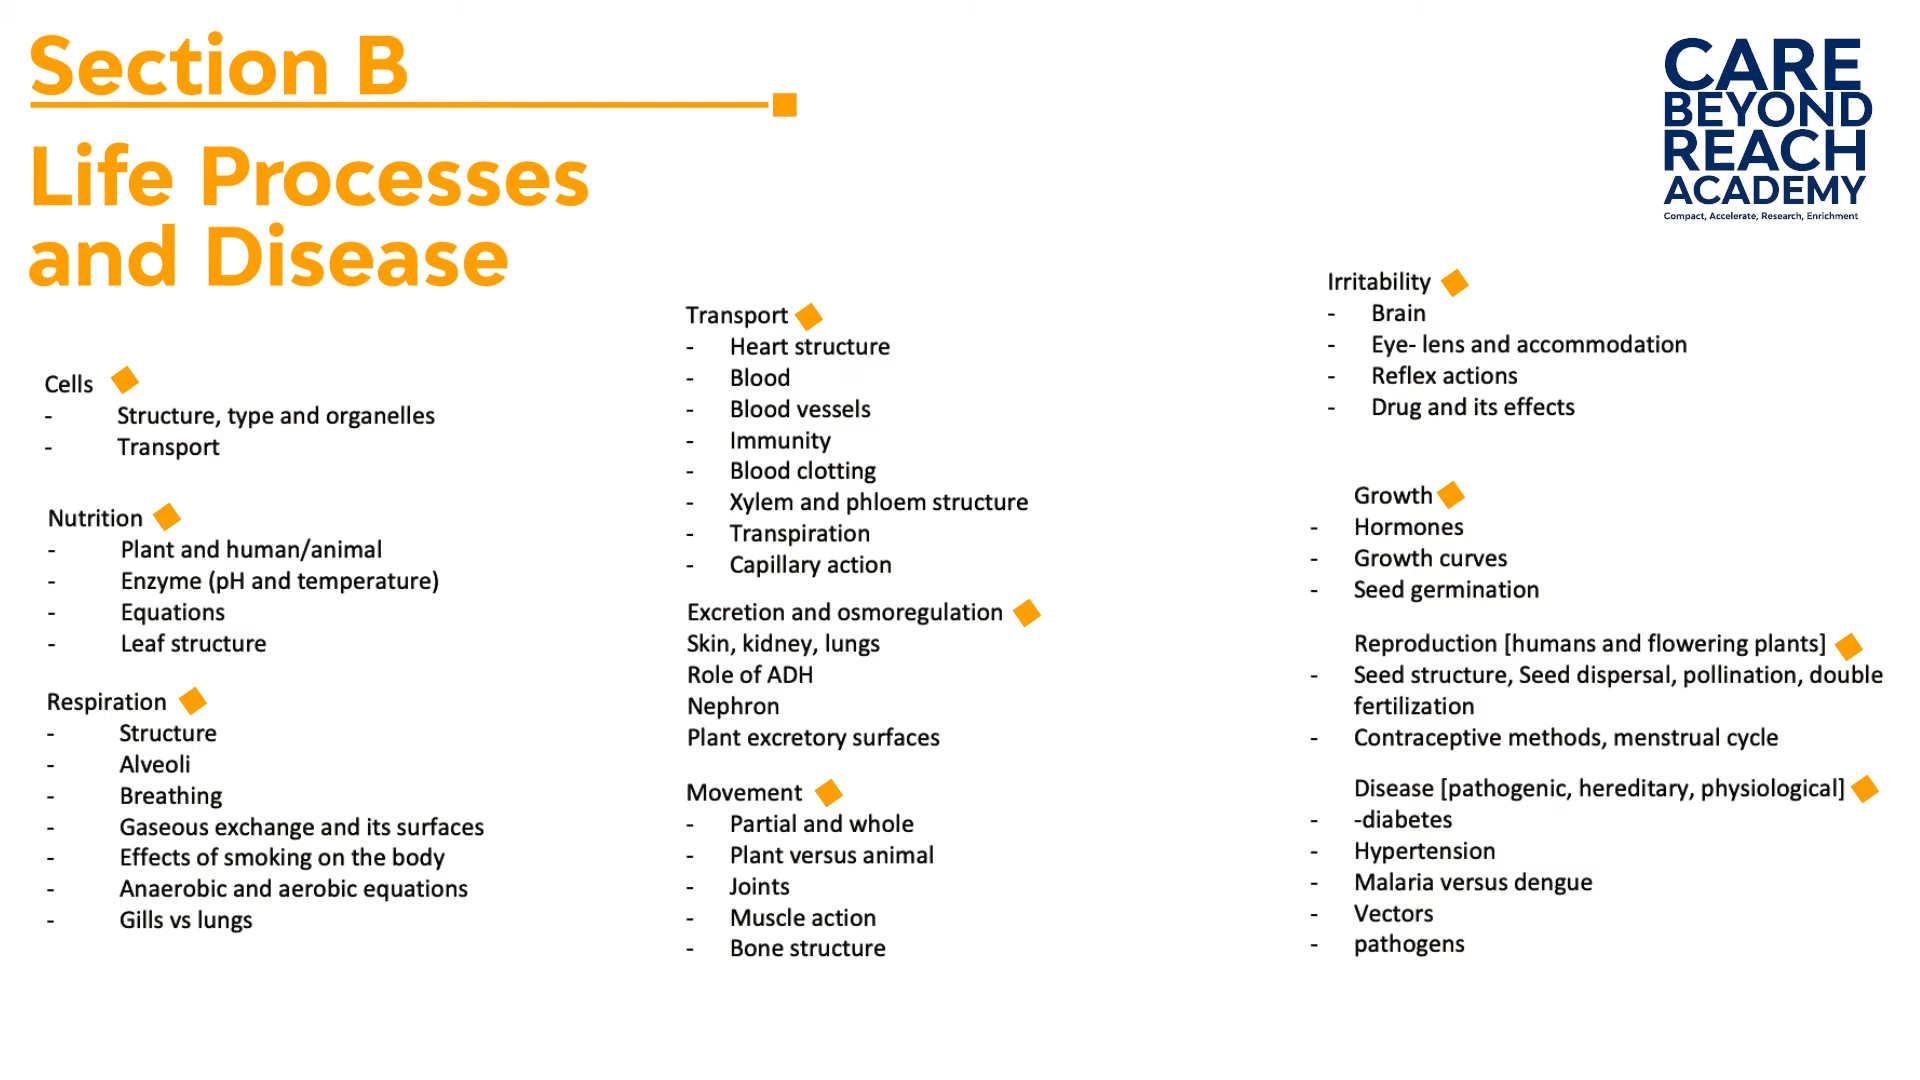 Section B
Life Processes
and Disease
CARE
BEYOND
REACH
ACADEMY
Compact, Accelerate, Research, Enrichment
Cells
- Structure, type and organelles
- Transport
Nutrition
- Plant and human/animal
- Enzyme (pH and temperature)
- Equations
- Leaf structure
Respiration
- Structure
- Alveoli
- Breathing
- Gaseous exchange and its surfaces
- Effects of smoking on the body
- Anaerobic and aerobic equations
- Gills vs lungs
Transport
- Heart structure
- Blood
- Blood vessels
- Immunity
- Blood clotting
- Xylem and phloem structure
- Transpiration
- Capillary action
Excretion and osmoregulation
Skin, kidney, lungs
Role of ADH
Nephron
Plant excretory surfaces
Movement
- Partial and whole
- Plant versus animal
- Joints
- Muscle action
- Bone structure
Irritability
- Brain
- Eye- lens and accommodation
- Reflex actions
- Drug and its effects
Growth
- Hormones
- Growth curves
- Seed germination
Reproduction [humans and flowering plants]
- Seed structure, Seed dispersal, pollination, double
fertilization
- Contraceptive methods, menstrual cycle
Disease [pathogenic, hereditary, physiological]
- -diabetes
- Hypertension
- Malaria versus dengue
- Vectors
- pathogens